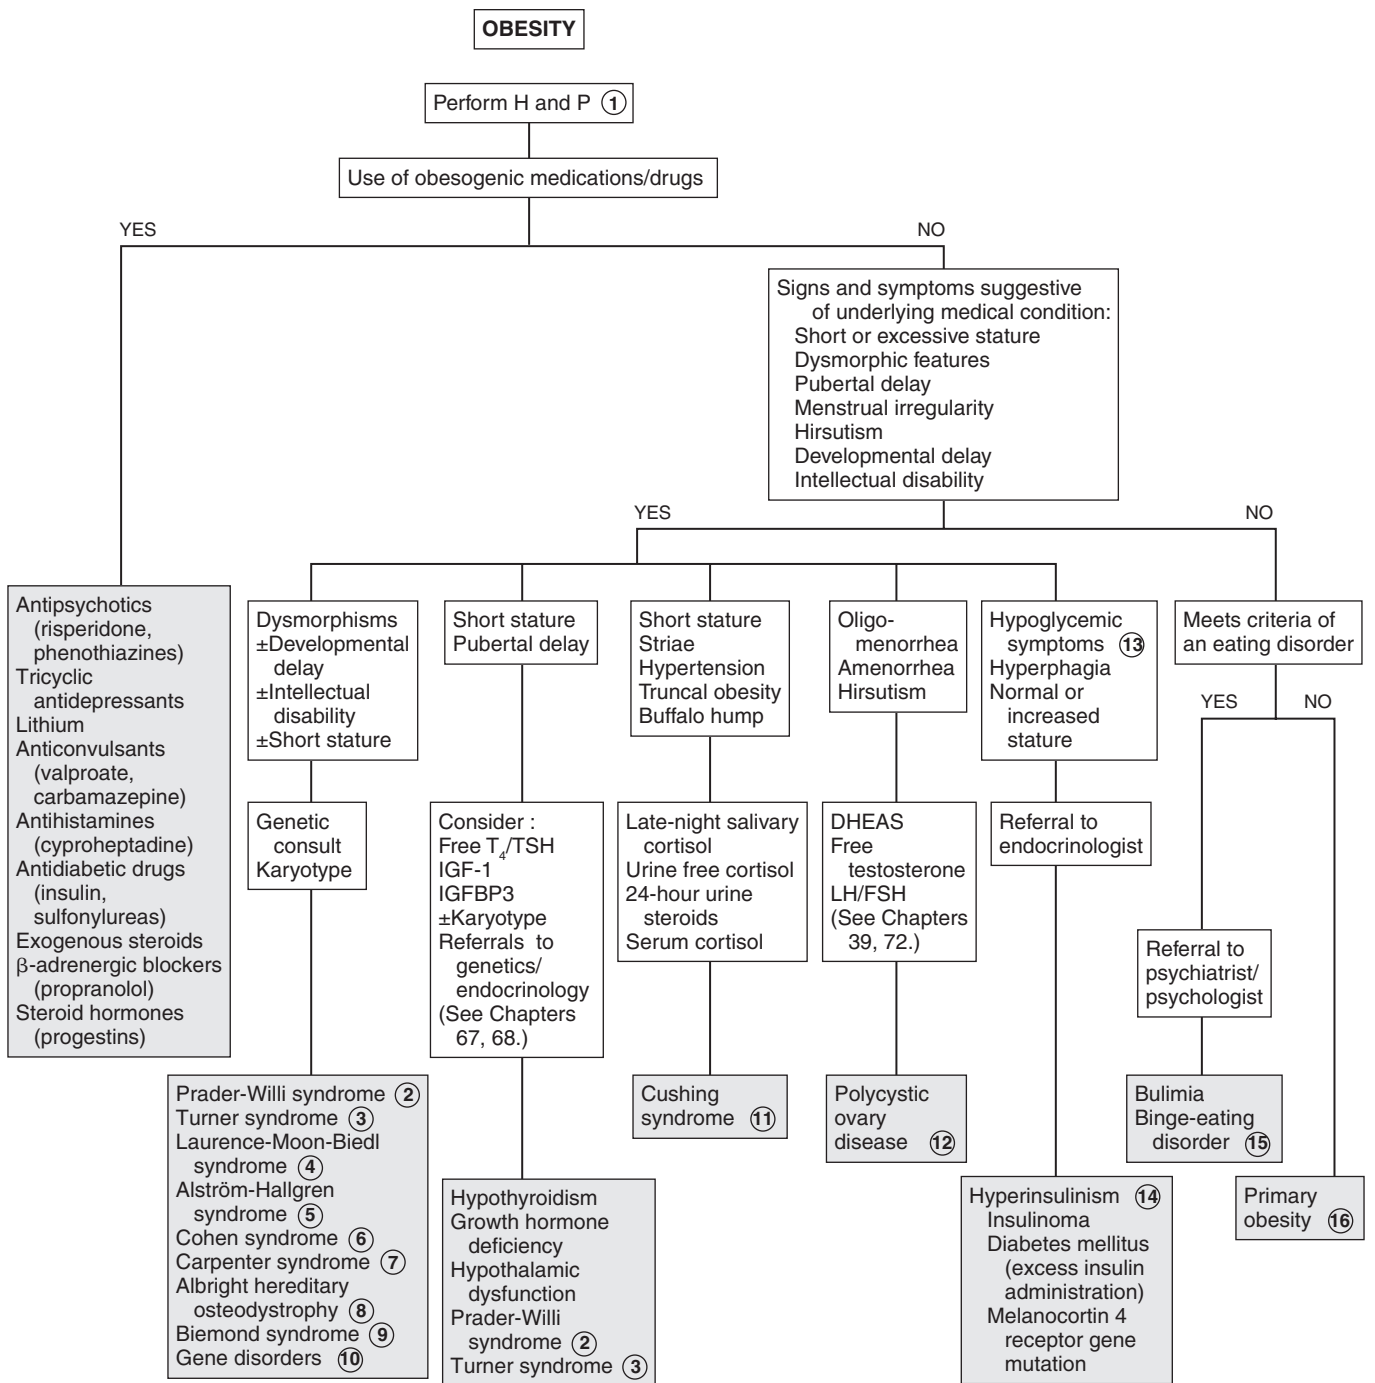 OBESITY
Perform H and P 1
Use of obesogenic medications/drugs
YES
NO
Signs and symptoms suggestive
of underlying medical condition:
Short or excessive stature
Dysmorphic features
Pubertal delay
Menstrual irregularity
Hirsutism
Developmental delay
Intellectual disability
YES
NO
Antipsychotics
(risperidone,
phenothiazines)
Tricyclic
antidepressants
Lithium
Anticonvulsants
(valproate,
carbamazepine)
Antihistamines
(cyproheptadine)
Antidiabetic drugs
(insulin,
sulfonylureas)
Exogenous steroids
β-adrenergic blockers
(propranolol)
Steroid hormones
(progestins)
Dysmorphisms
±Developmental
delay
±Intellectual
disability
±Short stature
Genetic
consult
Karyotype
Prader-Willi syndrome 2
Turner syndrome 3
Laurence-Moon-Biedl
syndrome 4
Alström-Hallgren
syndrome 5
Cohen syndrome 6
Carpenter syndrome 7
Albright hereditary
osteodystrophy 8
Biemond syndrome 9
Gene disorders 10
Short stature
Pubertal delay
Consider :
Free T4/TSH
IGF-1
IGFBP3
±Karyotype
Referrals to
genetics/
endocrinology
(See Chapters
67, 68.)
Hypothyroidism
Growth hormone
deficiency
Hypothalamic
dysfunction
Prader-Willi
syndrome 2
Turner syndrome 3
Short stature
Striae
Hypertension
Truncal obesity
Buffalo hump
Late-night salivary
cortisol
Urine free cortisol
24-hour urine
steroids
Serum cortisol
Cushing
syndrome 11
Oligo-
menorrhea
Amenorrhea
Hirsutism
DHEAS
Free
testosterone
LH/FSH
(See Chapters
39, 72.)
Polycystic
ovary
disease 12
Hypoglycemic
symptoms 13
Hyperphagia
Normal or
increased
stature
Referral to
endocrinologist
Hyperinsulinism 14
Insulinoma
Diabetes mellitus
(excess insulin
administration)
Melanocortin 4
receptor gene
mutation
Meets criteria of
an eating disorder
YES
NO
Referral to
psychiatrist/
psychologist
Bulimia
Binge-eating
disorder 15
Primary
obesity 16